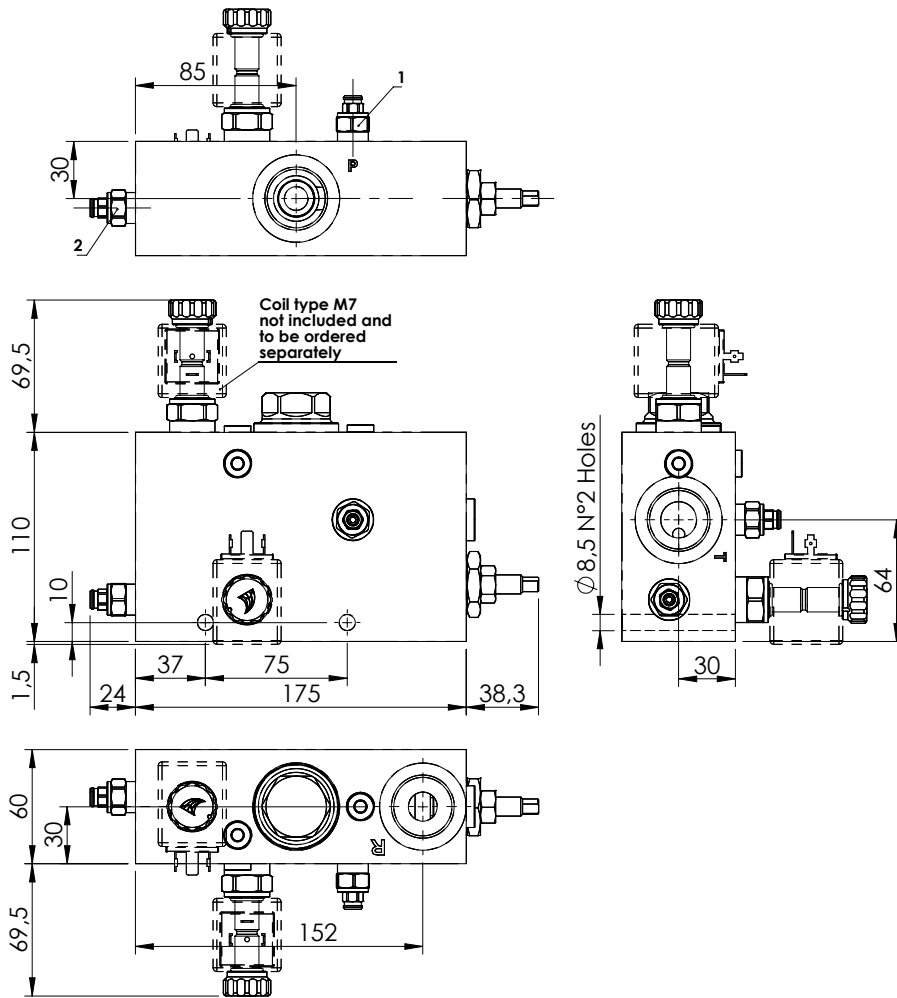 85
1
30
P
2
Coil type M7
not included and
to be ordered
separately
69,5
110
10
1,5
37
75
24
175
38,3
Ø 8,5 N°2 Holes
T
64
30
60
30
R
69,5
152